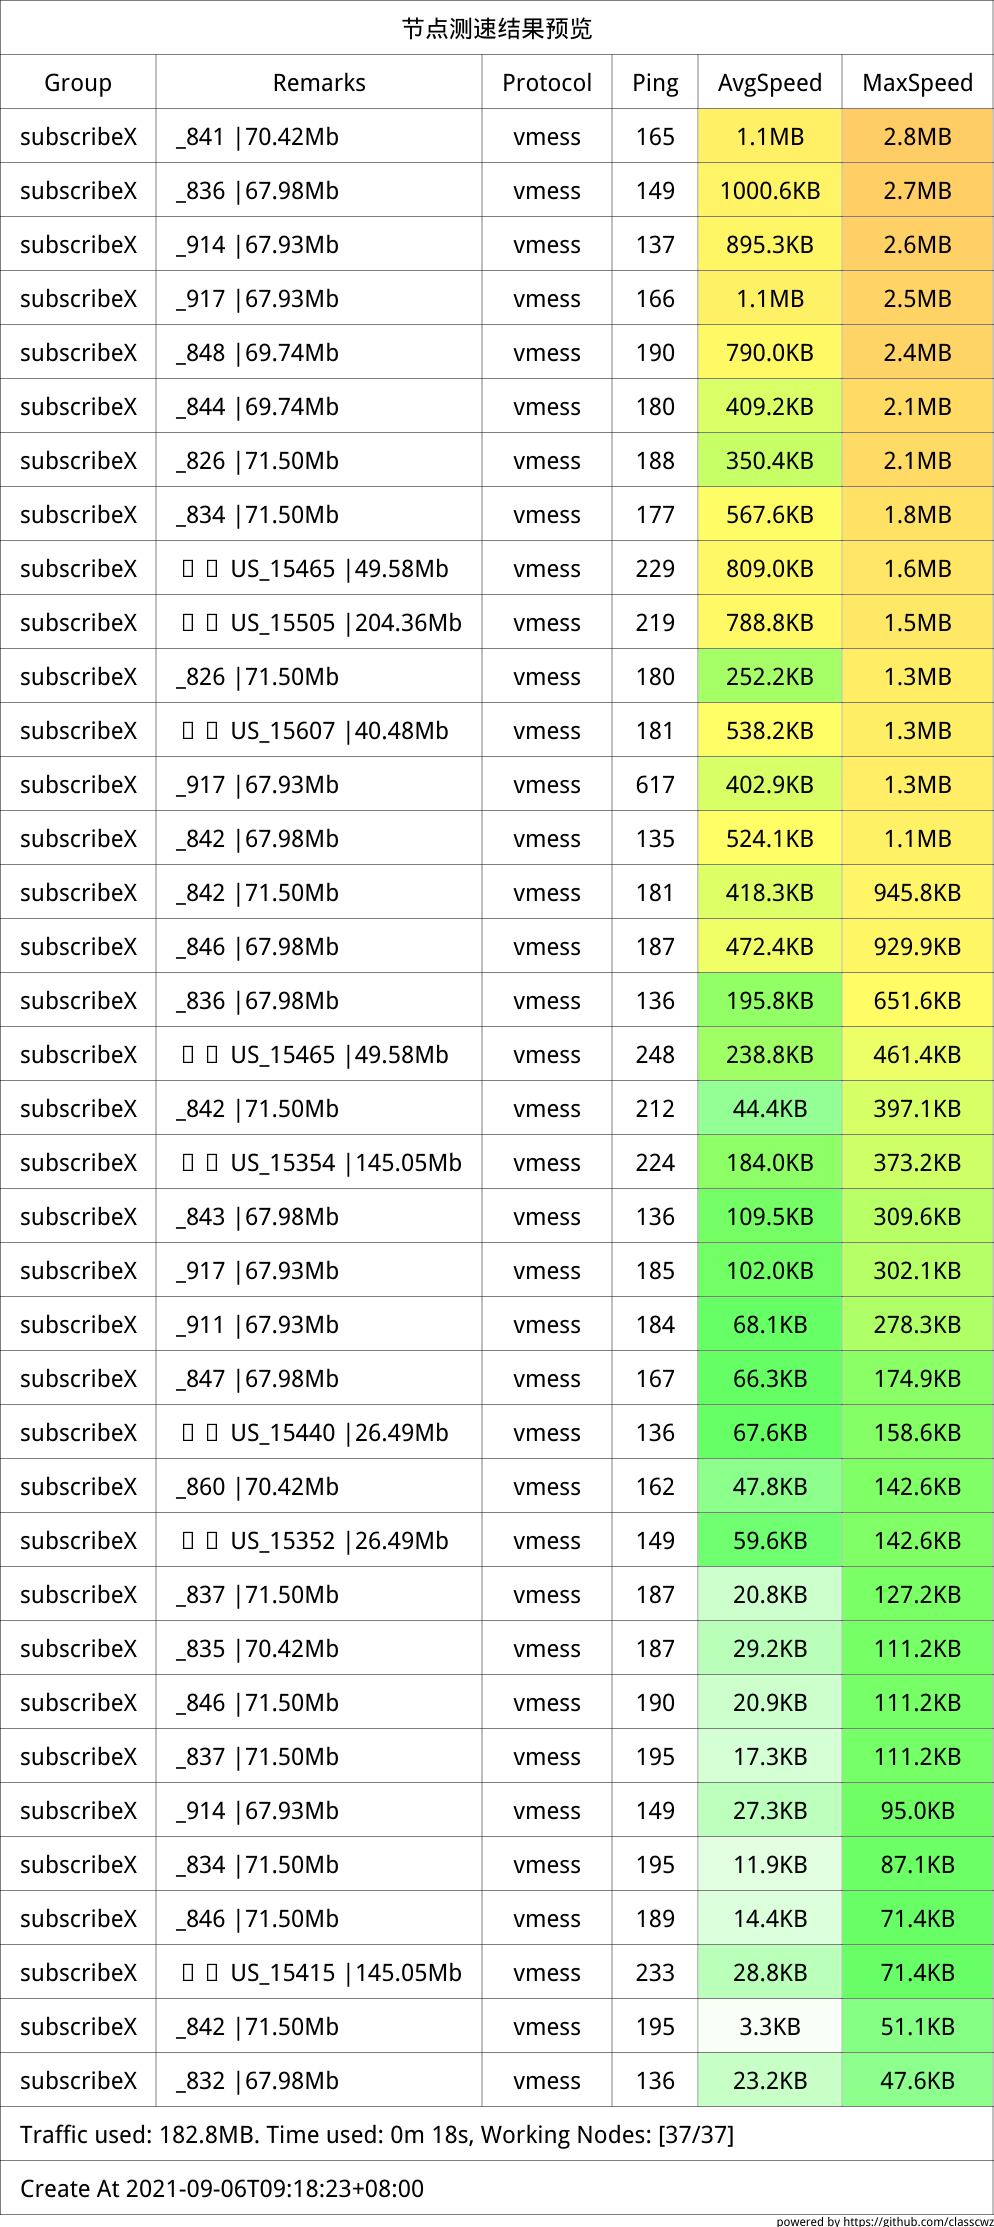 节点测速结果预览
Group Remarks Protocol Ping AvgSpeed MaxSpeed
subscribeX _841 |70.42Mb vmess 165 1.1MB 2.8MB
subscribeX _836 |67.98Mb vmess 149 1000.6KB 2.7MB
subscribeX _914 |67.93Mb vmess 137 895.3KB 2.6MB
subscribeX _917 |67.93Mb vmess 166 1.1MB 2.5MB
subscribeX _848 |69.74Mb vmess 190 790.0KB 2.4MB
subscribeX _844 |69.74Mb vmess 180 409.2KB 2.1MB
subscribeX _826 |71.50Mb vmess 188 350.4KB 2.1MB
subscribeX _834 |71.50Mb vmess 177 567.6KB 1.8MB
subscribeX US_15465 |49.58Mb vmess 229 809.0KB 1.6MB
subscribeX US_15505 |204.36Mb vmess 219 788.8KB 1.5MB
subscribeX _826 |71.50Mb vmess 180 252.2KB 1.3MB
subscribeX US_15607 |40.48Mb vmess 181 538.2KB 1.3MB
subscribeX _917 |67.93Mb vmess 617 402.9KB 1.3MB
subscribeX _842 |67.98Mb vmess 135 524.1KB 1.1MB
subscribeX _842 |71.50Mb vmess 181 418.3KB 945.8KB
subscribeX _846 |67.98Mb vmess 187 472.4KB 929.9KB
subscribeX _836 |67.98Mb vmess 136 195.8KB 651.6KB
subscribeX US_15465 |49.58Mb vmess 248 238.8KB 461.4KB
subscribeX _842 |71.50Mb vmess 212 44.4KB 397.1KB
subscribeX US_15354 |145.05Mb vmess 224 184.0KB 373.2KB
subscribeX _843 |67.98Mb vmess 136 109.5KB 309.6KB
subscribeX _917 |67.93Mb vmess 185 102.0KB 302.1KB
subscribeX _911 |67.93Mb vmess 184 68.1KB 278.3KB
subscribeX _847 |67.98Mb vmess 167 66.3KB 174.9KB
subscribeX US_15440 |26.49Mb vmess 136 67.6KB 158.6KB
subscribeX _860 |70.42Mb vmess 162 47.8KB 142.6KB
subscribeX US_15352 |26.49Mb vmess 149 59.6KB 142.6KB
subscribeX _837 |71.50Mb vmess 187 20.8KB 127.2KB
subscribeX _835 |70.42Mb vmess 187 29.2KB 111.2KB
subscribeX _846 |71.50Mb vmess 190 20.9KB 111.2KB
subscribeX _837 |71.50Mb vmess 195 17.3KB 111.2KB
subscribeX _914 |67.93Mb vmess 149 27.3KB 95.0KB
subscribeX _834 |71.50Mb vmess 195 11.9KB 87.1KB
subscribeX _846 |71.50Mb vmess 189 14.4KB 71.4KB
subscribeX US_15415 |145.05Mb vmess 233 28.8KB 71.4KB
subscribeX _842 |71.50Mb vmess 195 3.3KB 51.1KB
subscribeX _832 |67.98Mb vmess 136 23.2KB 47.6KB
Traffic used: 182.8MB. Time used: 0m 18s, Working Nodes: [37/37]
Create At 2021-09-06T09:18:23+08:00
powered by https://github.com/classcwz